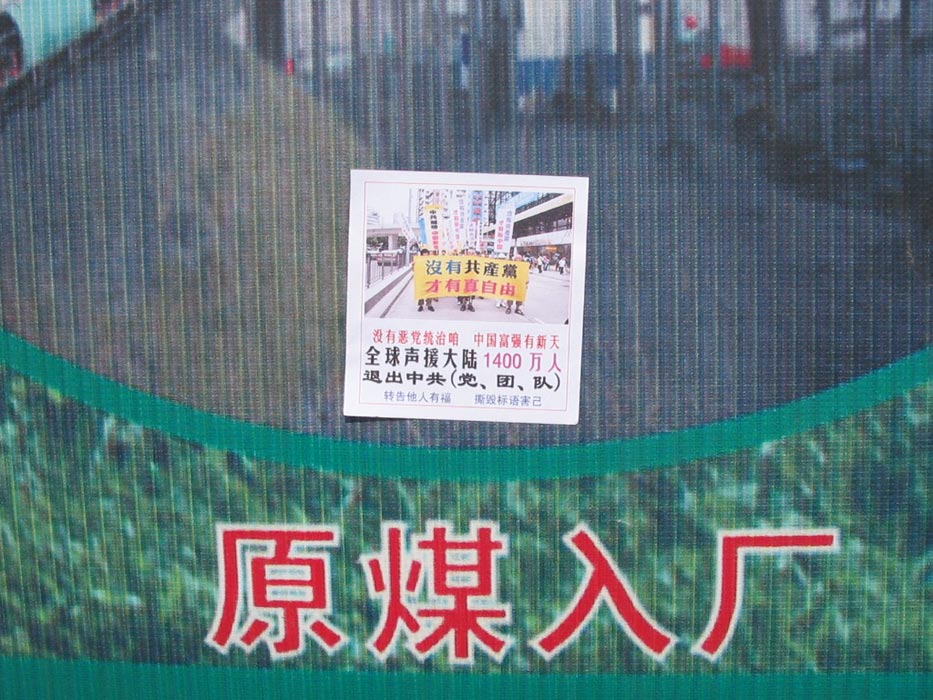 沒有共產黨
才有真自由
没有恶党统治咱 中国富强有新天
全球声援大陆1400万人
退出中共(党、团、队)
转告他人有福 撕毁标语害己
原煤入厂